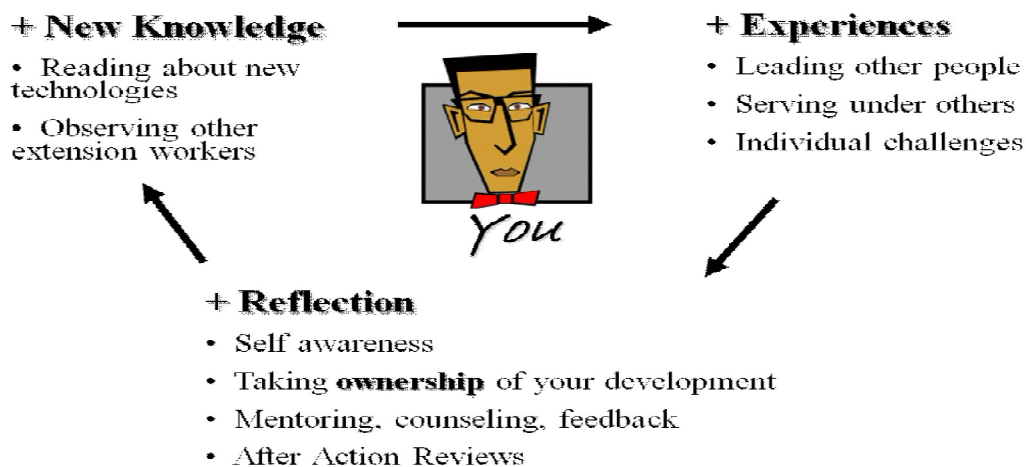 + New Knowledge
• Reading about new
technologies
• Observing other
extension workers
+ Experiences
• Leading other people
• Serving under others
• Individual challenges
You
+ Reflection
• Self awareness
• Taking ownership of your development
• Mentoring, counseling, feedback
• After Action Reviews